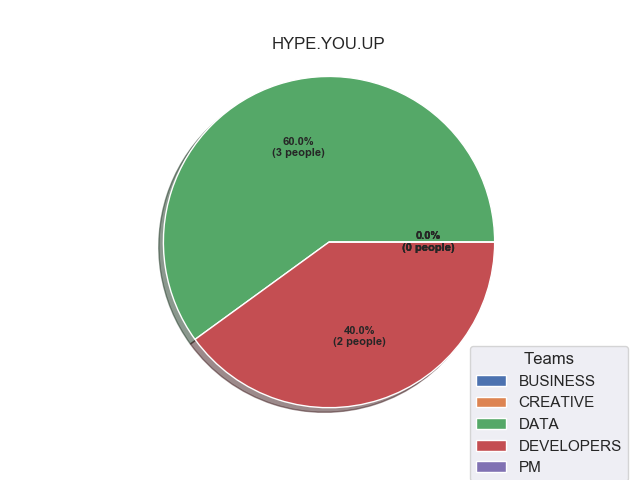 HYPE.YOU.UP
60.0%
(3 people)
0.0%
(0 people)
40.0%
(2 people)
Teams
BUSINESS
CREATIVE
DATA
DEVELOPERS
PM